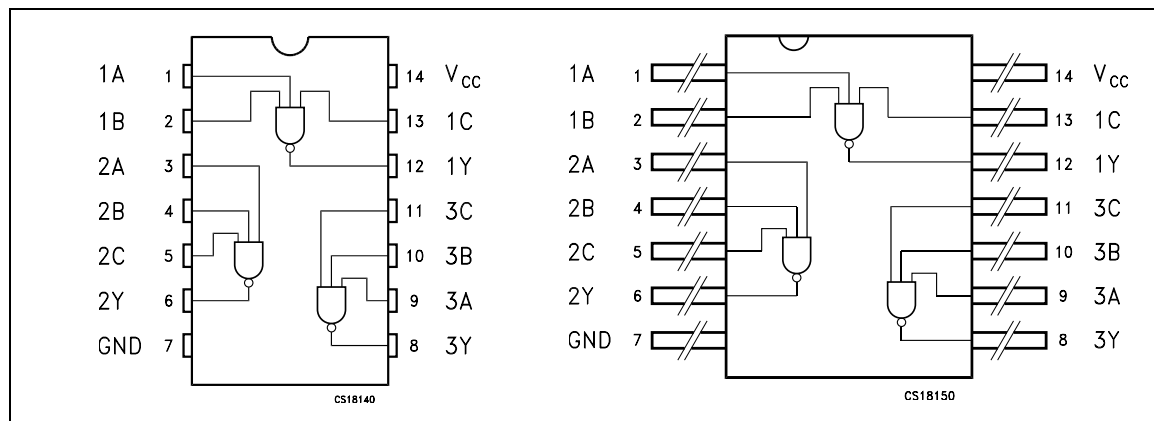 1A 1 14 VCC
1B 2 13 1C
2A 3 12 1Y
2B 4 11 3C
2C 5 10 3B
2Y 6 9 3A
GND 7 8 3Y
CS18140
1A 1 14 VCC
1B 2 13 1C
2A 3 12 1Y
2B 4 11 3C
2C 5 10 3B
2Y 6 9 3A
GND 7 8 3Y
CS18150